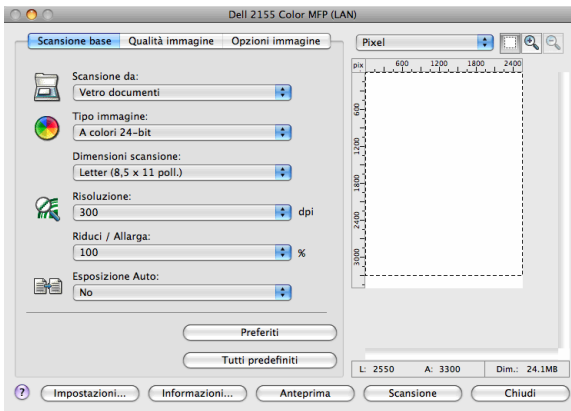 Dell 2155 Color MFP (LAN)
Scansione base Qualità immagine Opzioni immagine
Scansione da:
Vetro documenti
Tipo immagine:
A colori 24-bit
Dimensioni scansione:
Letter (8,5 x 11 poll.)
Risoluzione:
300 dpi
Riduci / Allarga:
100 %
Esposizione Auto:
No
Preferiti
Tutti predefiniti
Pixel
pix 600 1200 1800 2400
600
1200
1800
2400
3000
L: 2550 A: 3300 Dim.: 24.1MB
? Impostazioni... Informazioni... Anteprima Scansione Chiudi